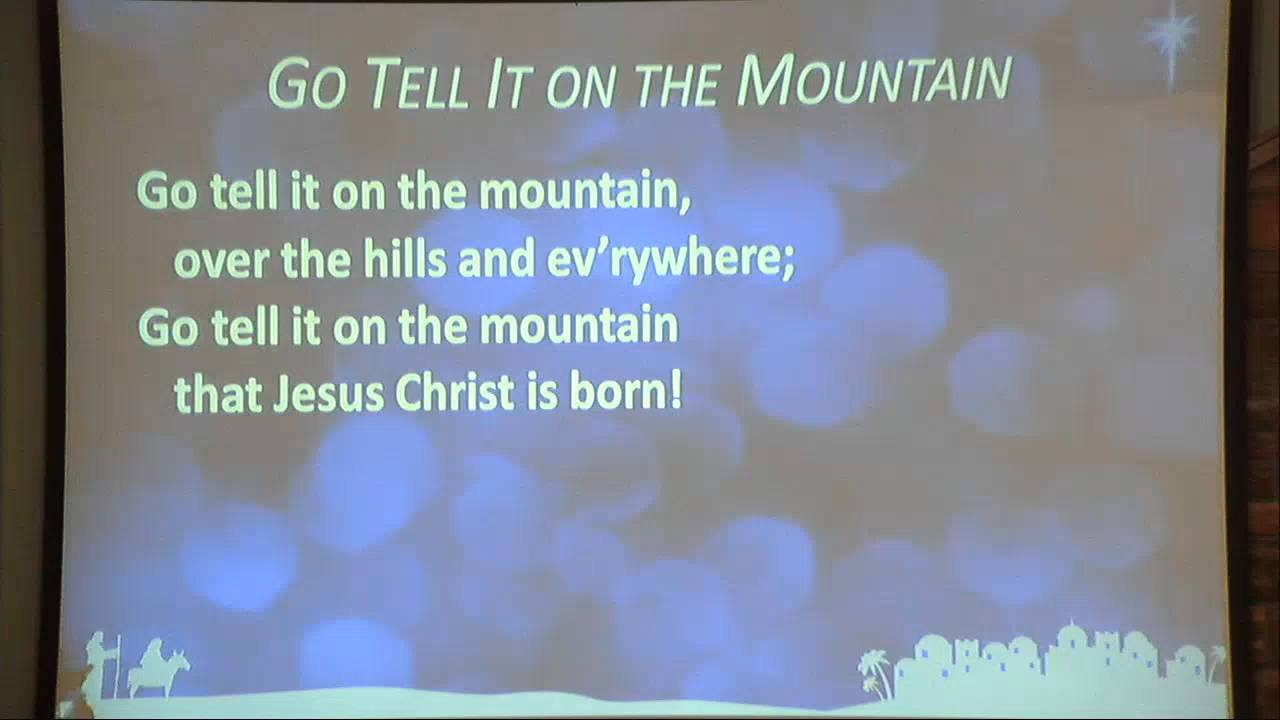 GO TELL IT ON THE MOUNTAIN
Go tell it on the mountain,
over the hills and ev’rywhere;
Go tell it on the mountain
that Jesus Christ is born!